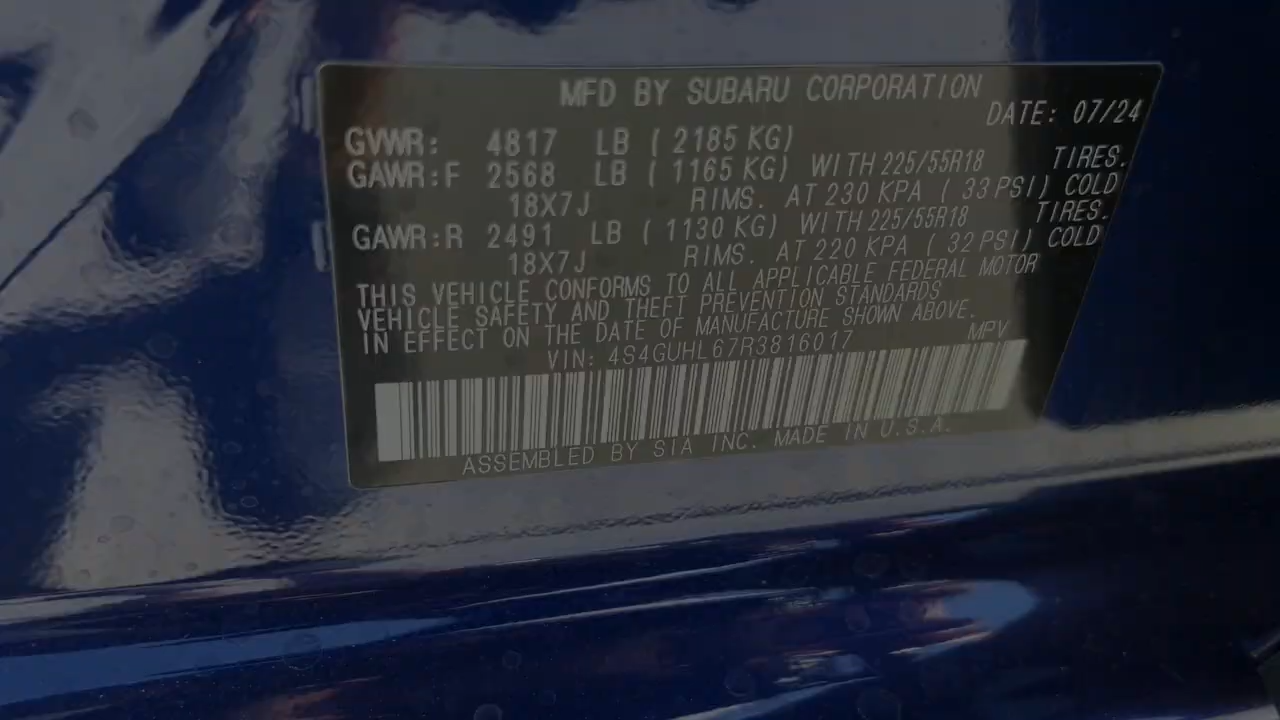 MFD BY SUBARU CORPORATION
DATE: 07/24
GVWR: 4817 LB ( 2185 KG)
GAWR:F 2568 LB ( 1165 KG) WITH 225/55R18 TIRES.
18X7J RIMS. AT 230 KPA ( 33 PSI) COLD
GAWR:R 2491 LB ( 1130 KG) WITH 225/55R18 TIRES.
18X7J RIMS. AT 220 KPA ( 32 PSI) COLD
THIS VEHICLE CONFORMS TO ALL APPLICABLE FEDERAL MOTOR
VEHICLE SAFETY AND THEFT PREVENTION STANDARDS
IN EFFECT ON THE DATE OF MANUFACTURE SHOWN ABOVE.
VIN: 4S4GUHL67R3816017 MPV
ASSEMBLED BY SIA INC. MADE IN U.S.A.